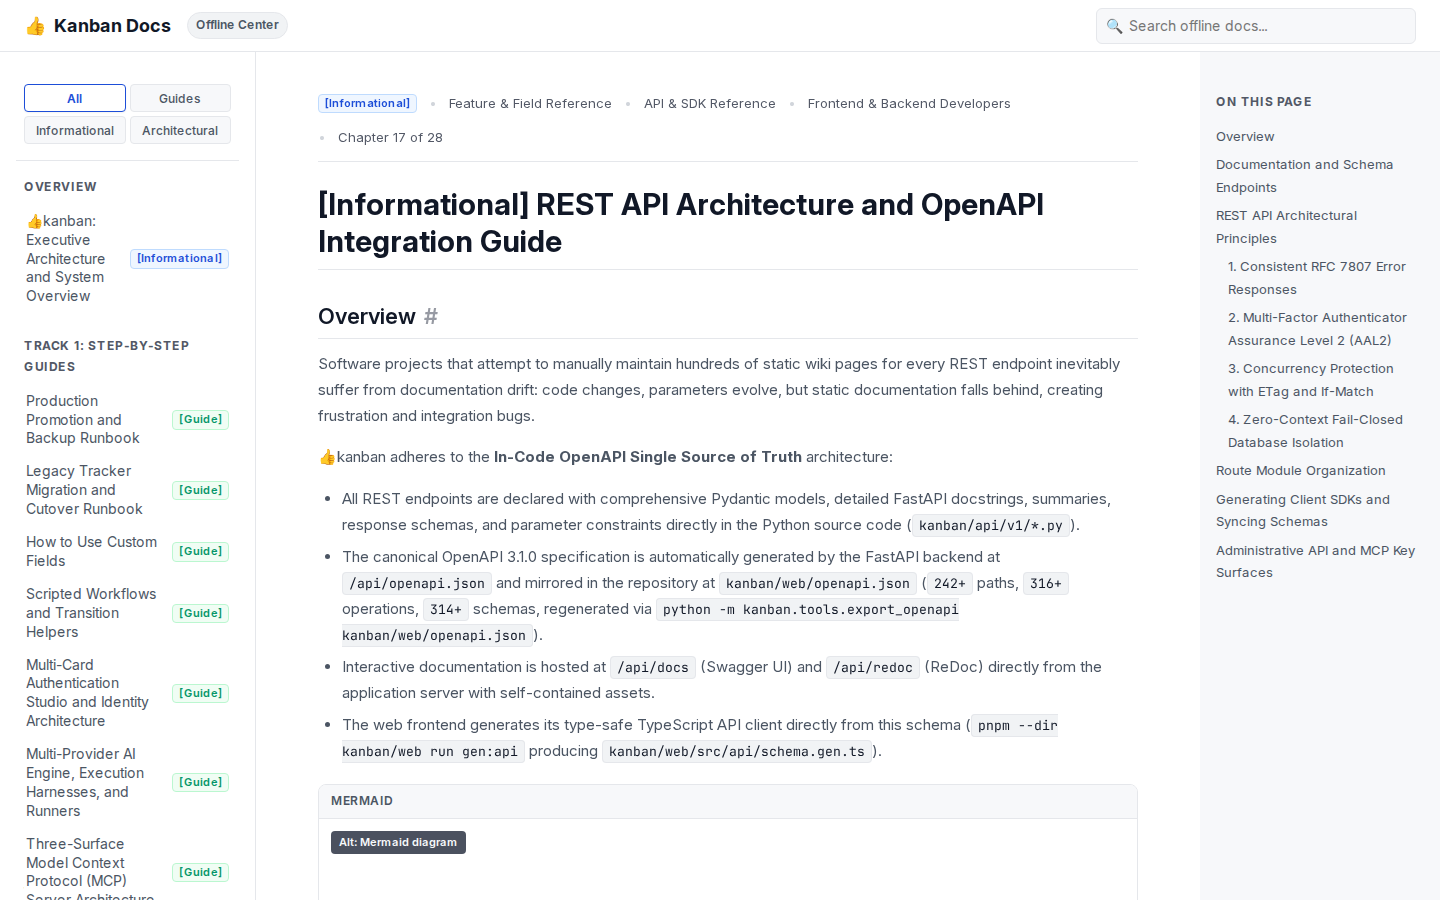 👍 Kanban Docs Offline Center
🔍 Search offline docs...
All
Guides
Informational
Architectural
OVERVIEW
👍kanban:
Executive
Architecture
and System
Overview
[Informational]
TRACK 1: STEP-BY-STEP
GUIDES
Production
Promotion and
Backup Runbook
[Guide]
Legacy Tracker
Migration and
Cutover Runbook
[Guide]
How to Use Custom
Fields
[Guide]
Scripted Workflows
and Transition
Helpers
[Guide]
Multi-Card
Authentication
Studio and Identity
Architecture
[Guide]
Multi-Provider AI
Engine, Execution
Harnesses, and
Runners
[Guide]
Three-Surface
Model Context
Protocol (MCP)
Server Architecture
[Guide]
[Informational] • Feature & Field Reference • API & SDK Reference • Frontend & Backend Developers
• Chapter 17 of 28
[Informational] REST API Architecture and OpenAPI
Integration Guide
Overview #
Software projects that attempt to manually maintain hundreds of static wiki pages for every REST endpoint inevitably
suffer from documentation drift: code changes, parameters evolve, but static documentation falls behind, creating
frustration and integration bugs.
👍kanban adheres to the In-Code OpenAPI Single Source of Truth architecture:
• All REST endpoints are declared with comprehensive Pydantic models, detailed FastAPI docstrings, summaries,
response schemas, and parameter constraints directly in the Python source code (kanban/api/v1/*.py).
• The canonical OpenAPI 3.1.0 specification is automatically generated by the FastAPI backend at
/api/openapi.json and mirrored in the repository at kanban/web/openapi.json (242+ paths, 316+
operations, 314+ schemas, regenerated via python -m kanban.tools.export_openapi
kanban/web/openapi.json).
• Interactive documentation is hosted at /api/docs (Swagger UI) and /api/redoc (ReDoc) directly from the
application server with self-contained assets.
• The web frontend generates its type-safe TypeScript API client directly from this schema (pnpm --dir
kanban/web run gen:api producing kanban/web/src/api/schema.gen.ts).
MERMAID
Alt: Mermaid diagram
ON THIS PAGE
Overview
Documentation and Schema
Endpoints
REST API Architectural
Principles
1. Consistent RFC 7807 Error
Responses
2. Multi-Factor Authenticator
Assurance Level 2 (AAL2)
3. Concurrency Protection
with ETag and If-Match
4. Zero-Context Fail-Closed
Database Isolation
Route Module Organization
Generating Client SDKs and
Syncing Schemas
Administrative API and MCP Key
Surfaces